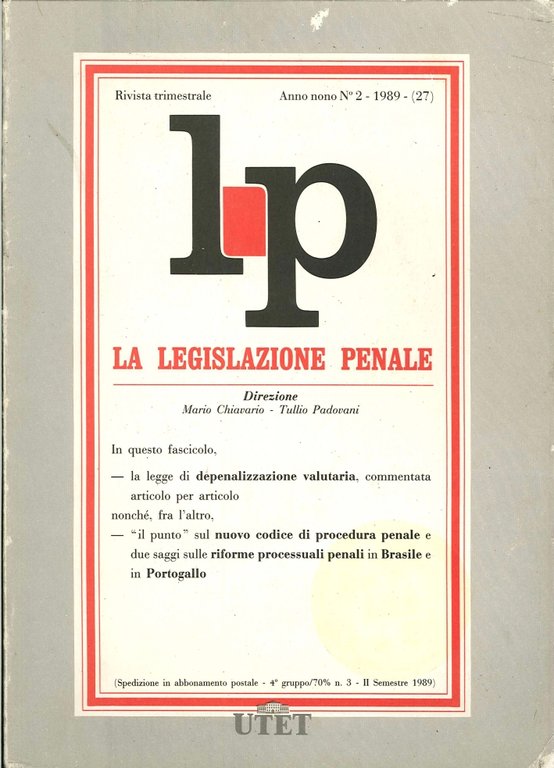 Rivista trimestrale Anno nono N° 2 - 1989 - (27)
lp
LA LEGISLAZIONE PENALE
Direzione
Mario Chiavario - Tullio Padovani
In questo fascicolo,
— la legge di depenalizzazione valutaria, commentata
articolo per articolo
nonché, fra l'altro,
— “il punto” sul nuovo codice di procedura penale e
due saggi sulle riforme processuali penali in Brasile e
in Portogallo
(Spedizione in abbonamento postale - 4° gruppo/70% n. 3 - II Semestre 1989)
UTET